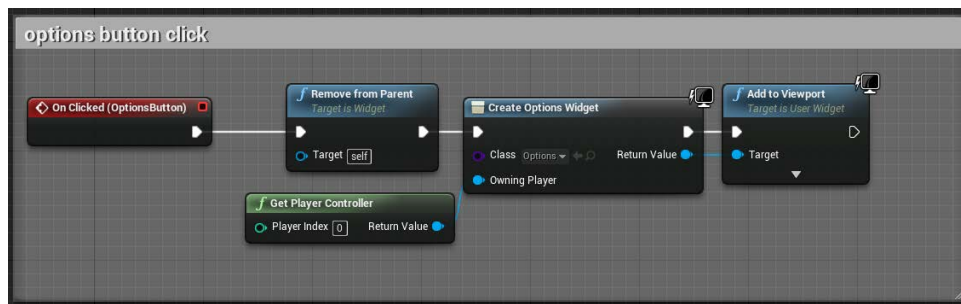 options button click
On Clicked (OptionsButton)
Remove from Parent
Target is Widget
Target self
Create Options Widget
Class Options
Return Value
Owning Player
Add to Viewport
Target is User Widget
Target
Get Player Controller
Player Index 0
Return Value